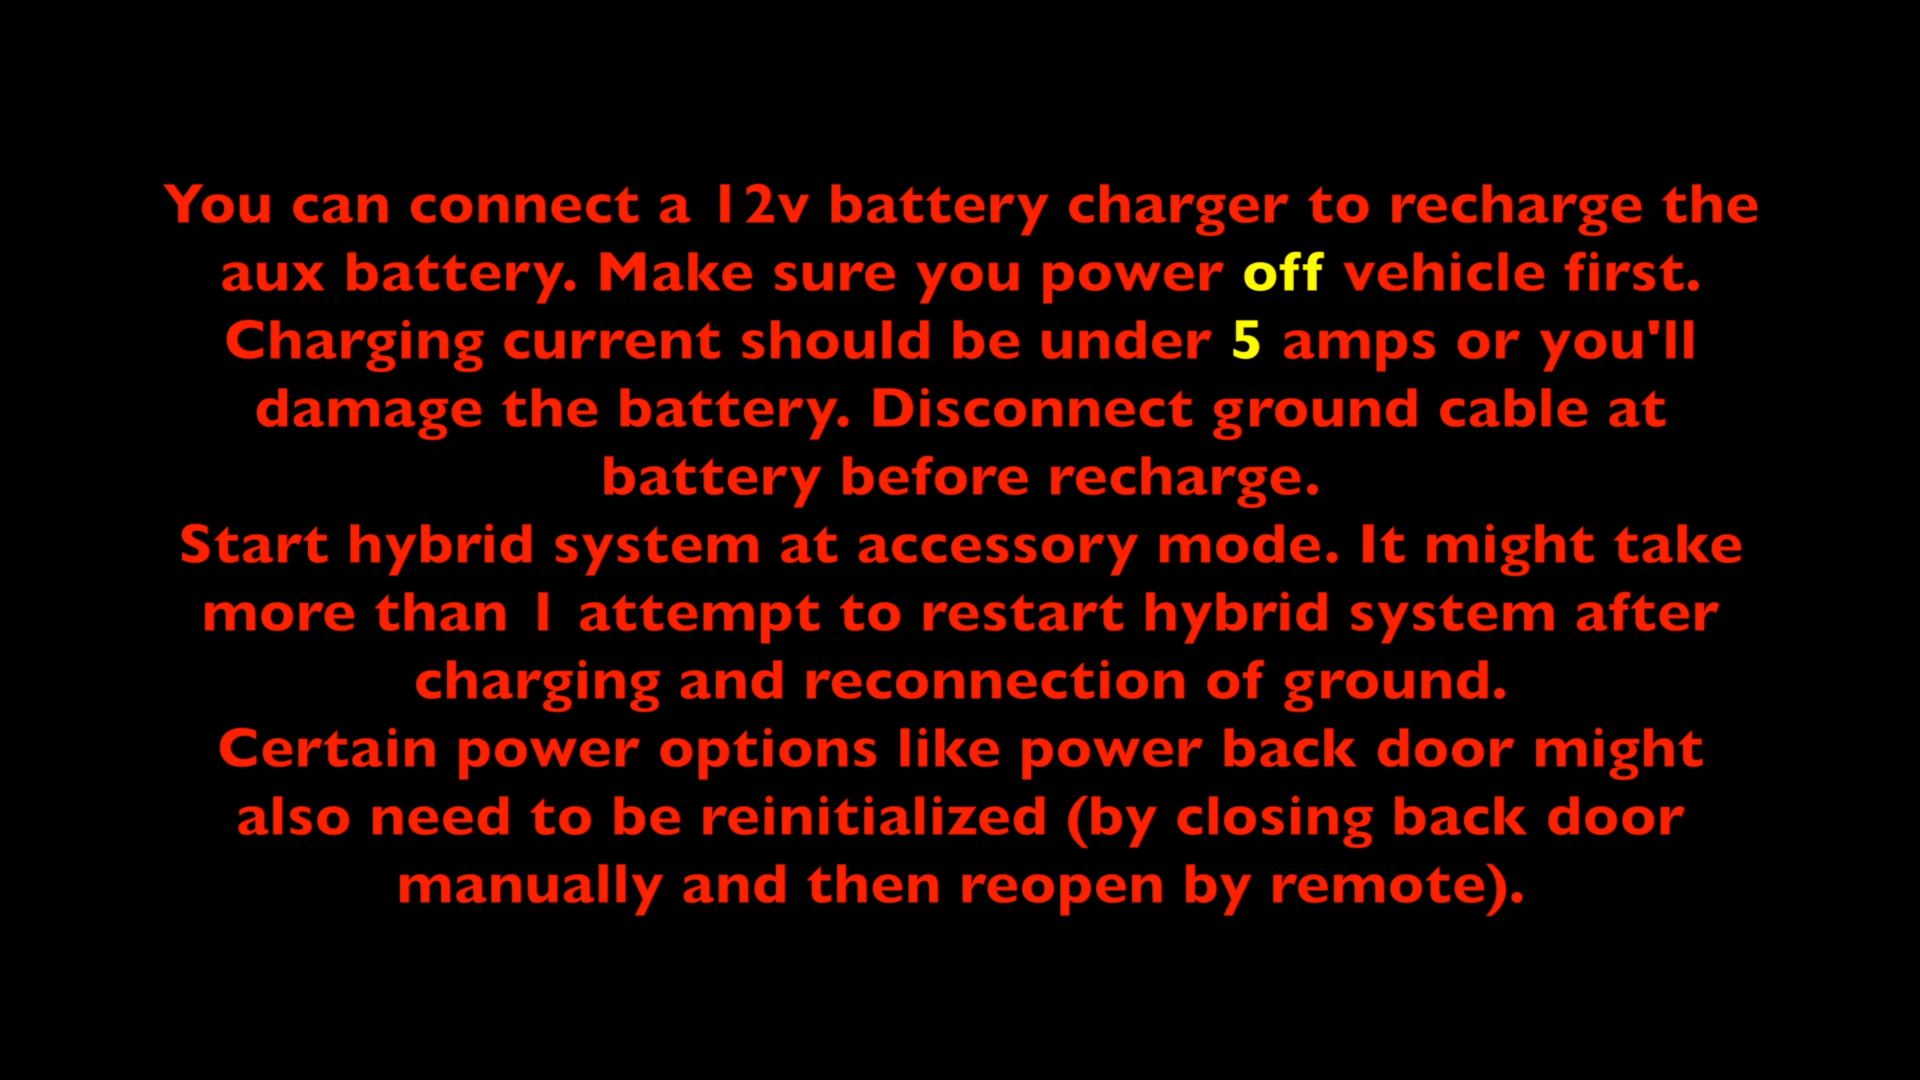 You can connect a 12v battery charger to recharge the
aux battery. Make sure you power off vehicle first.
Charging current should be under 5 amps or you'll
damage the battery. Disconnect ground cable at
battery before recharge.
Start hybrid system at accessory mode. It might take
more than 1 attempt to restart hybrid system after
charging and reconnection of ground.
Certain power options like power back door might
also need to be reinitialized (by closing back door
manually and then reopen by remote).